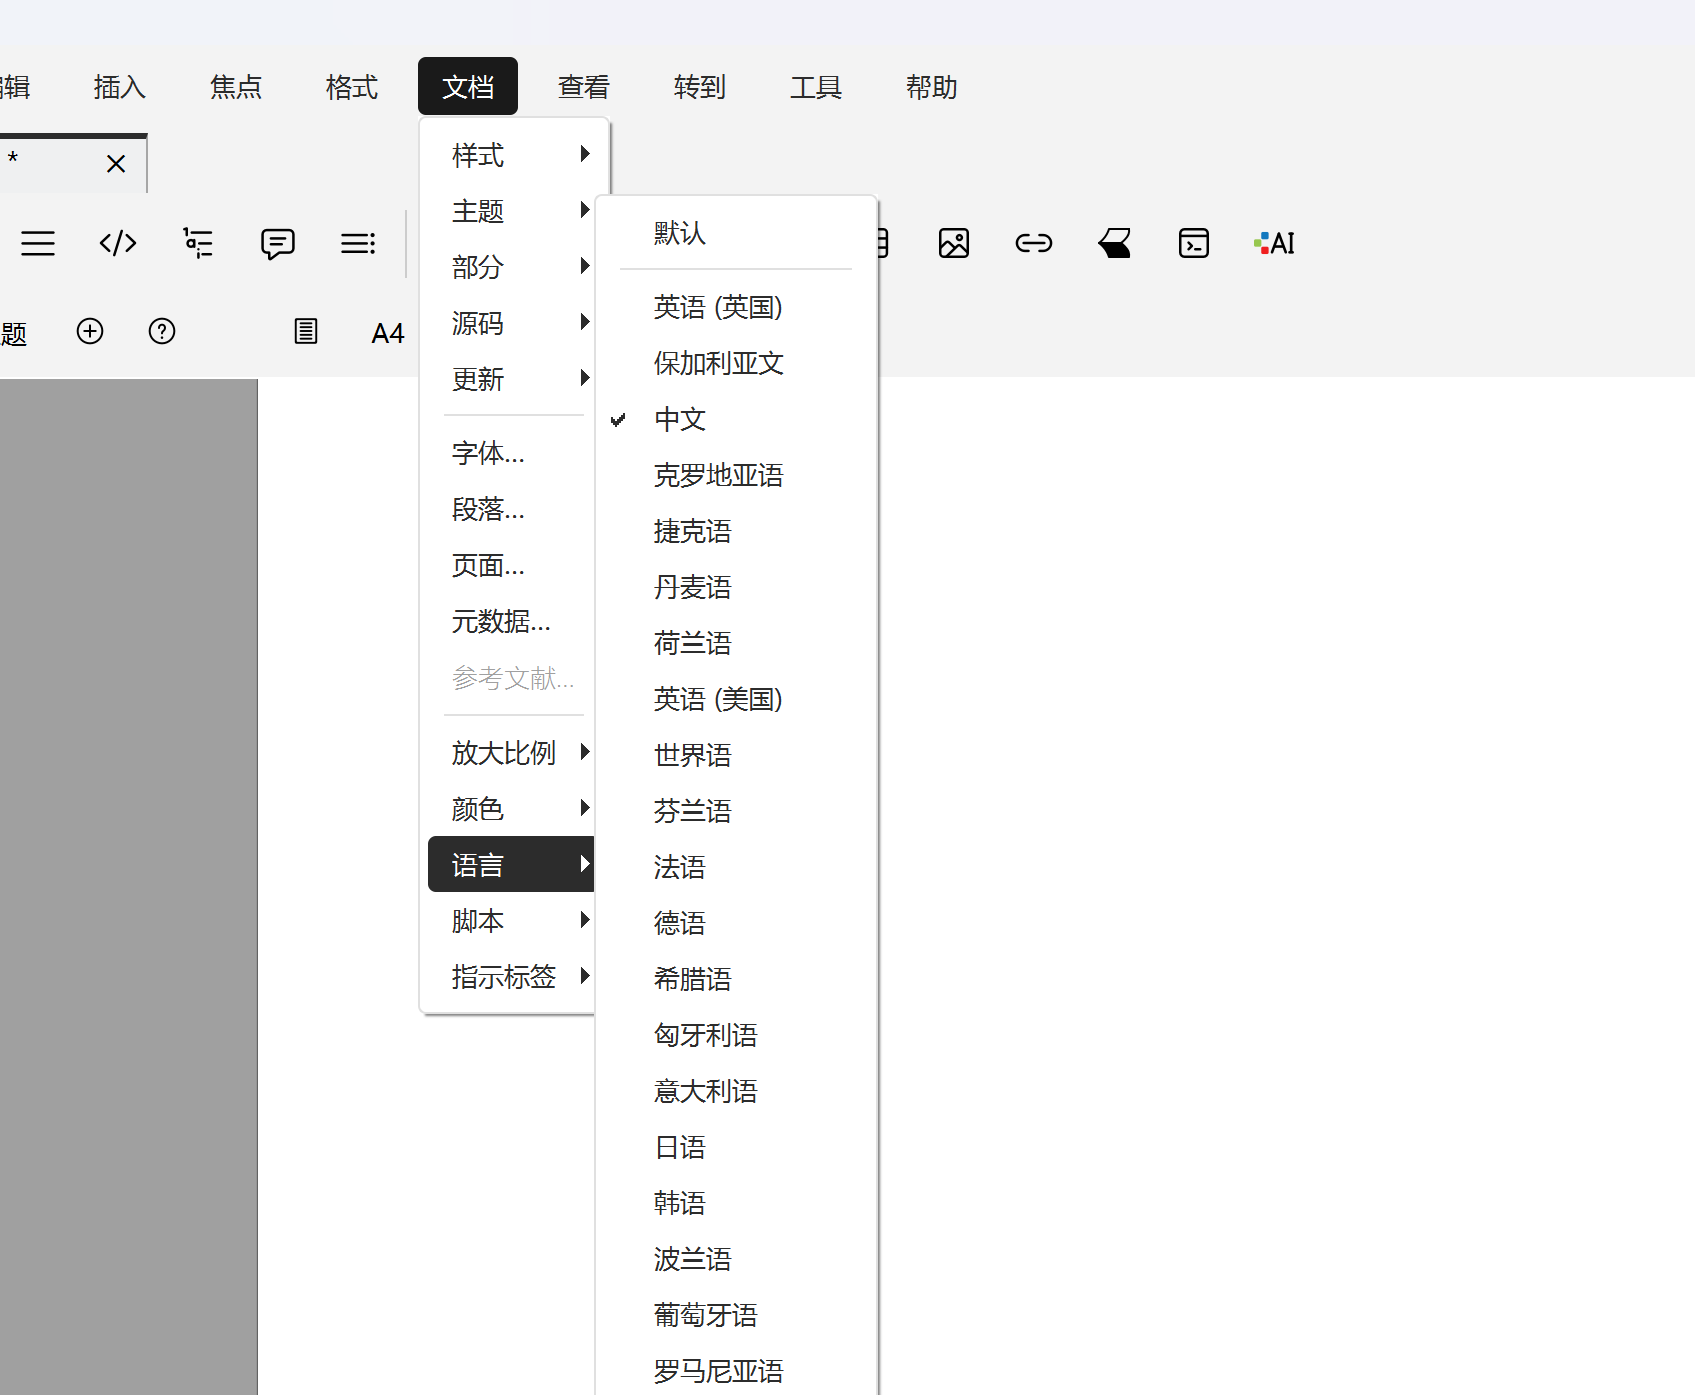 辑 插入 焦点 格式 文档 查看 转到 工具 帮助
*
AI
题 A4
样式
主题
部分
源码
更新
字体...
段落...
页面...
元数据...
参考文献...
放大比例
颜色
语言
脚本
指示标签
默认
英语 (英国)
保加利亚文
中文
克罗地亚语
捷克语
丹麦语
荷兰语
英语 (美国)
世界语
芬兰语
法语
德语
希腊语
匈牙利语
意大利语
日语
韩语
波兰语
葡萄牙语
罗马尼亚语